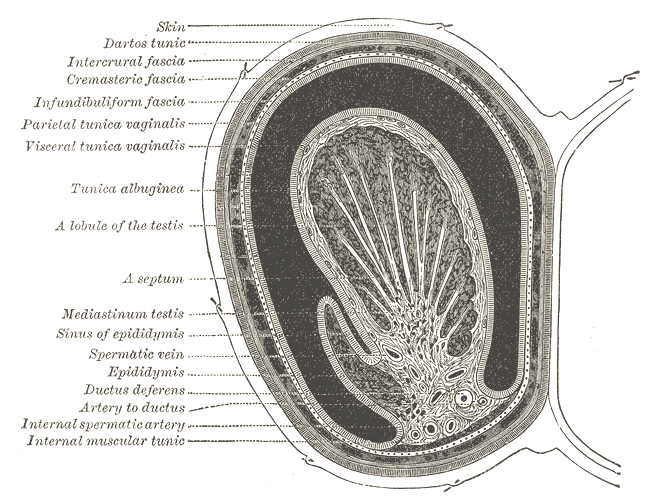 Skin
Dartos tunic
Intercrural fascia
Cremasteric fascia
Infundibuliform fascia
Parietal tunica vaginalis
Visceral tunica vaginalis
Tunica albuginea
A lobule of the testis
A septum
Mediastinum testis
Sinus of epididymis
Spermatic vein
Epididymis
Ductus deferens
Artery to ductus
Internal spermatic artery
Internal muscular tunic